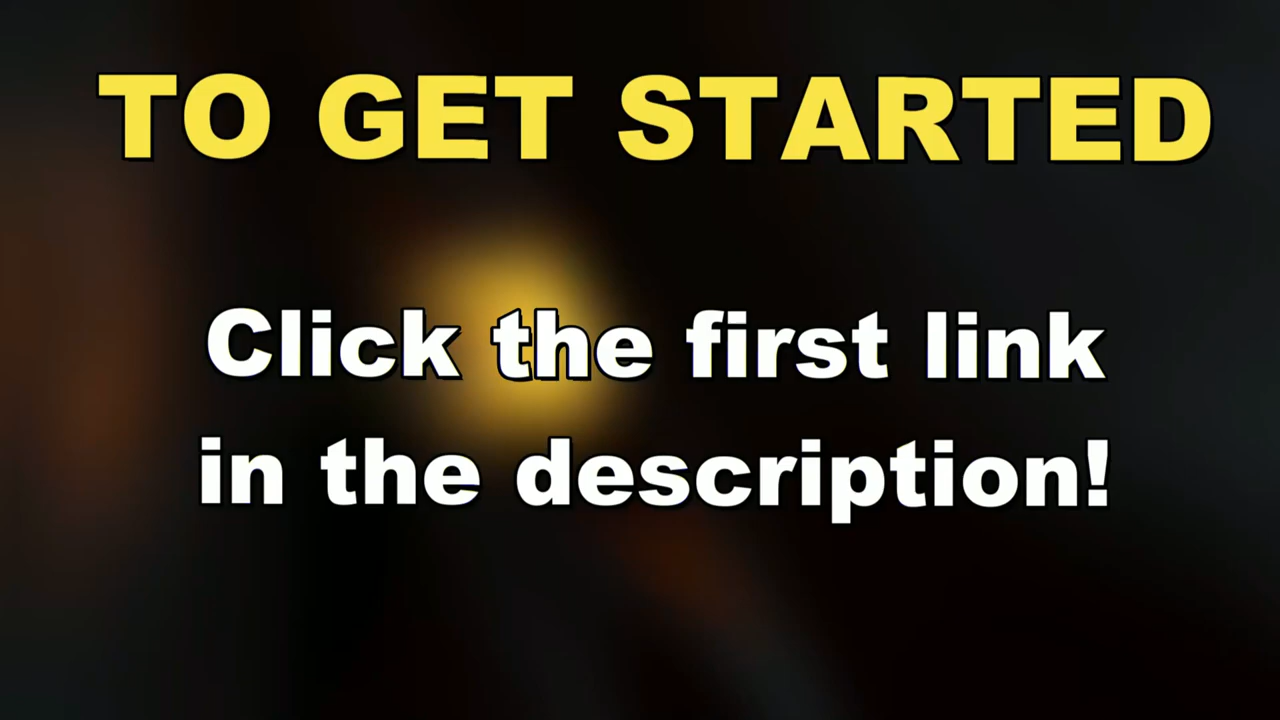 TO GET STARTED
Click the first link
in the description!